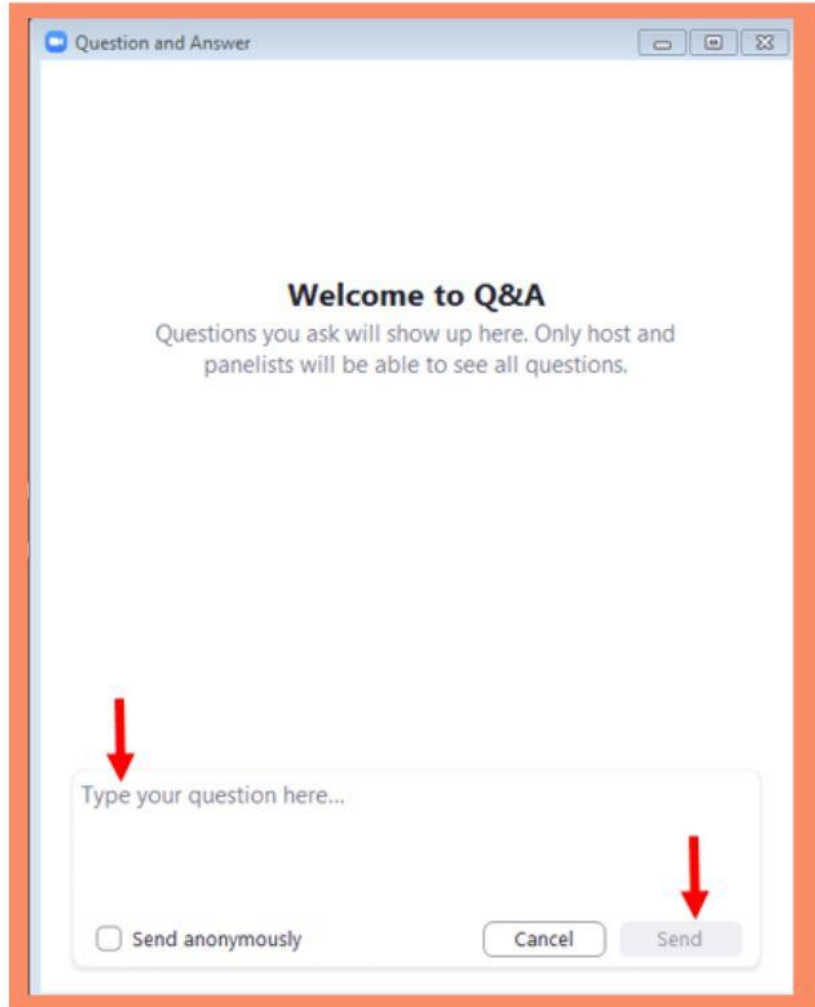 Question and Answer
Welcome to Q&A
Questions you ask will show up here. Only host and
panelists will be able to see all questions.
Type your question here...
Send anonymously
Cancel
Send